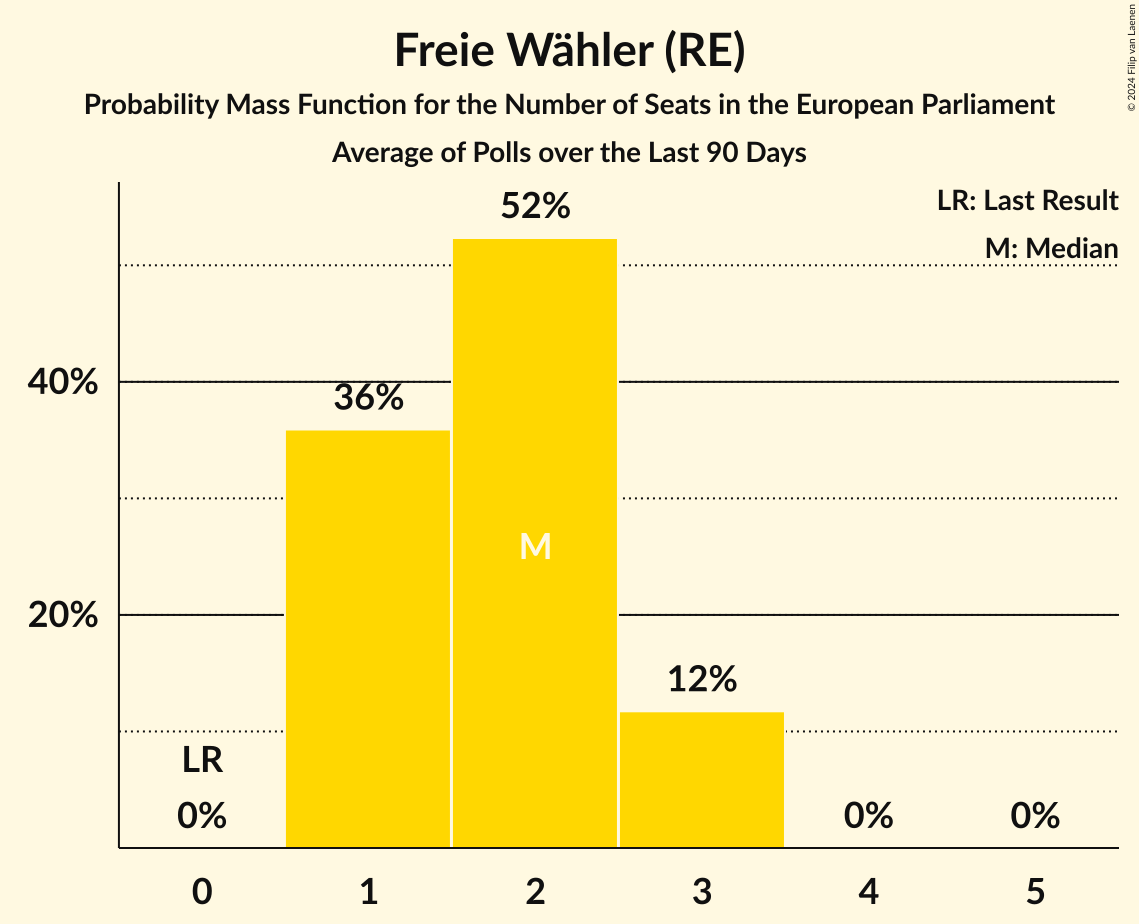 Freie Wähler (RE)
Probability Mass Function for the Number of Seats in the European Parliament
Average of Polls over the Last 90 Days
© 2024 Filip van Laenen
LR: Last Result
M: Median
52%
40%
36%
M
20%
12%
LR
0%
0%
0%
0 1 2 3 4 5